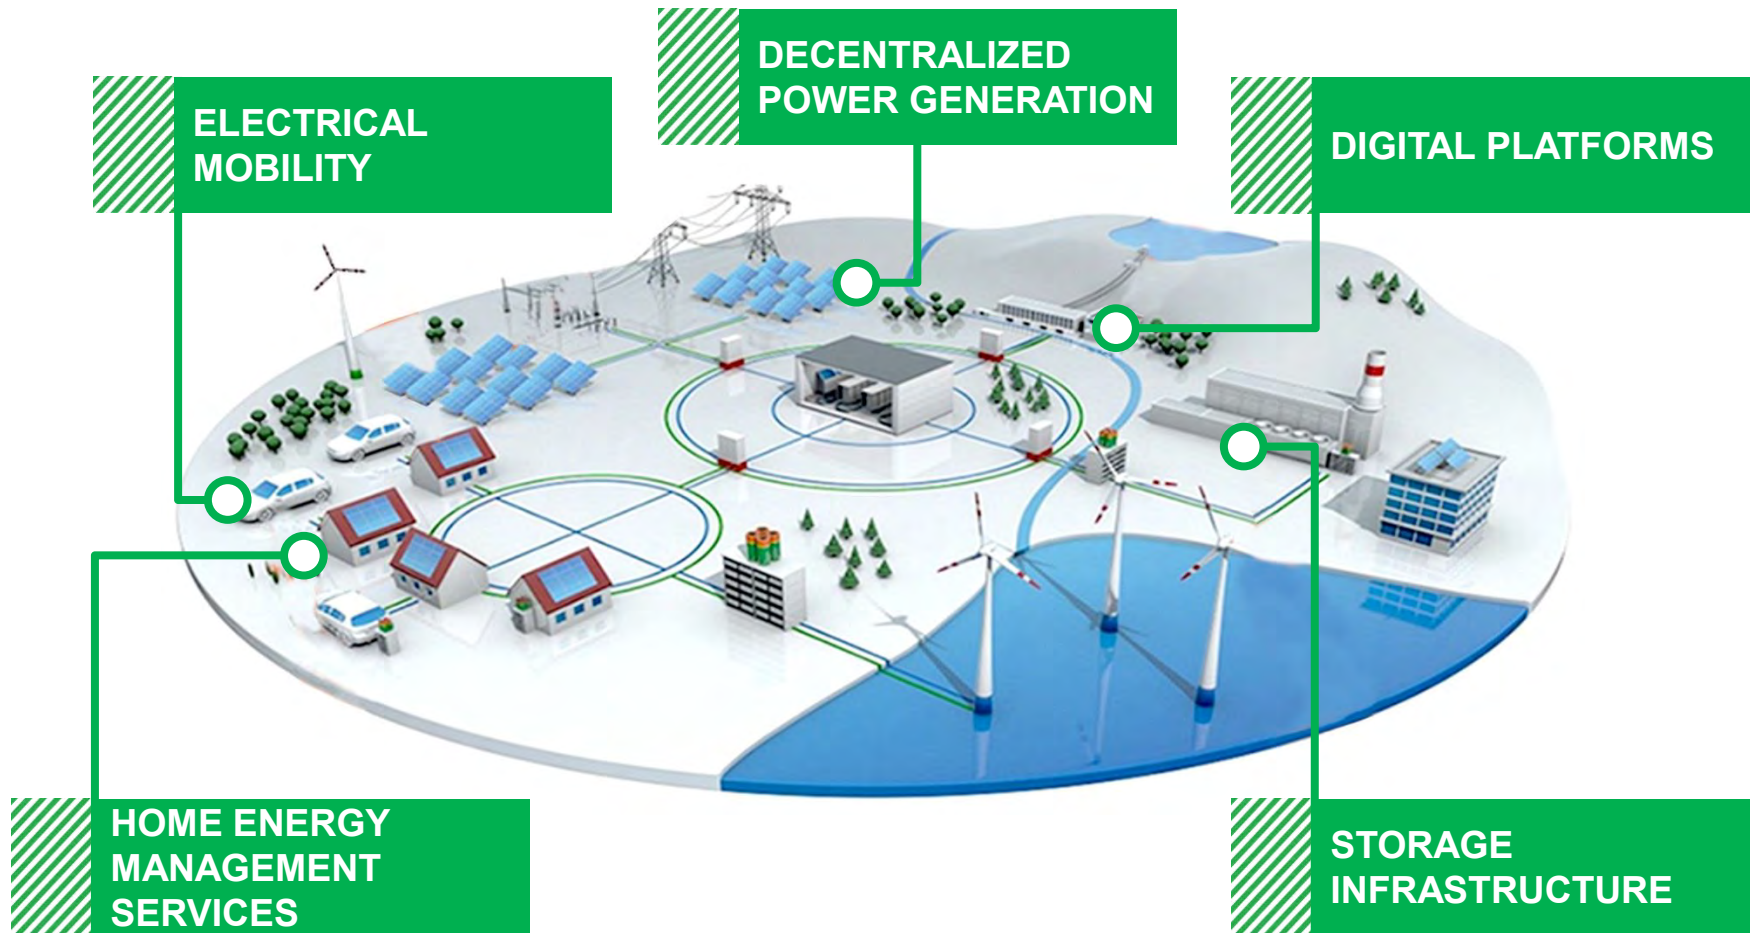 DECENTRALIZED
POWER GENERATION
ELECTRICAL
MOBILITY
DIGITAL PLATFORMS
HOME ENERGY
MANAGEMENT
SERVICES
STORAGE
INFRASTRUCTURE